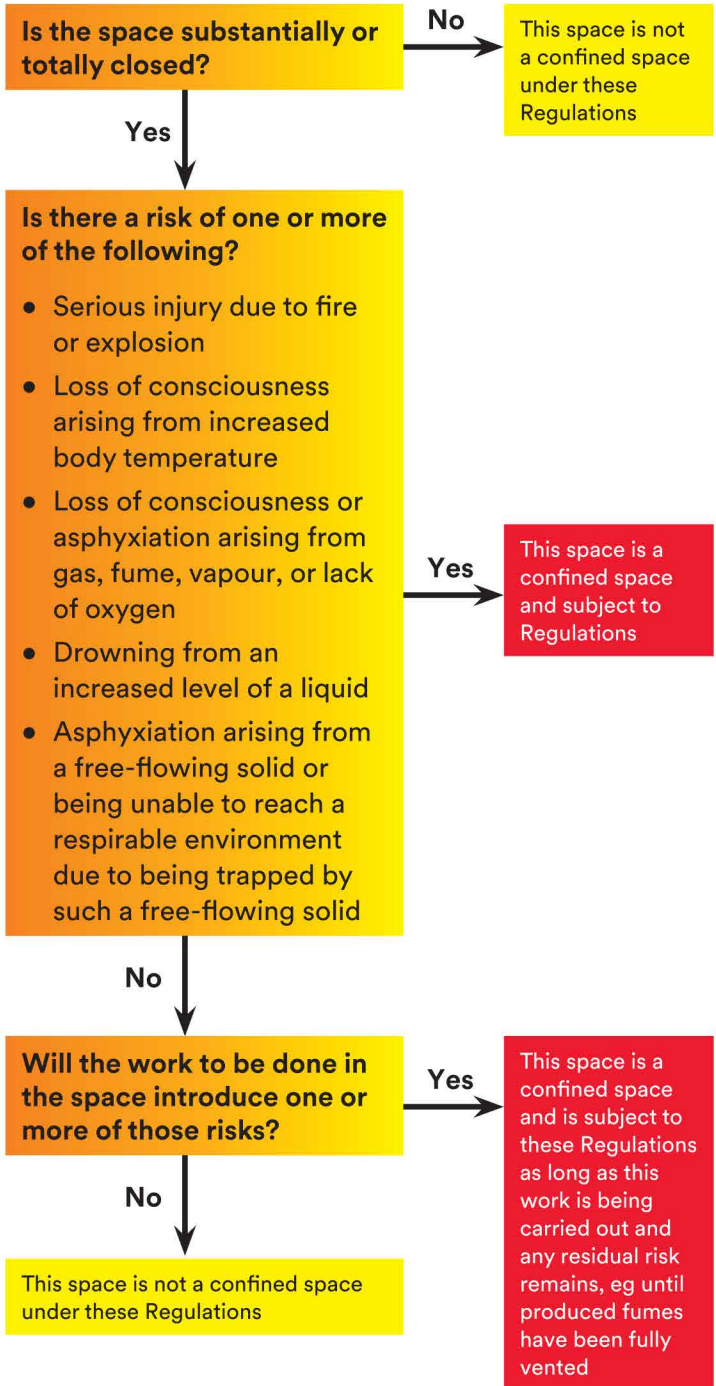 Is the space substantially or
totally closed?
No
This space is not
a confined space
under these
Regulations
Yes
Is there a risk of one or more
of the following?
• Serious injury due to fire
or explosion
• Loss of consciousness
arising from increased
body temperature
• Loss of consciousness or
asphyxiation arising from
gas, fume, vapour, or lack
of oxygen
• Drowning from an
increased level of a liquid
• Asphyxiation arising from
a free-flowing solid or
being unable to reach a
respirable environment
due to being trapped by
such a free-flowing solid
Yes
This space is a
confined space
and subject to
Regulations
No
Will the work to be done in
the space introduce one or
more of those risks?
Yes
This space is a
confined space
and is subject to
these Regulations
as long as this
work is being
carried out and
any residual risk
remains, eg until
produced fumes
have been fully
vented
No
This space is not a confined space
under these Regulations